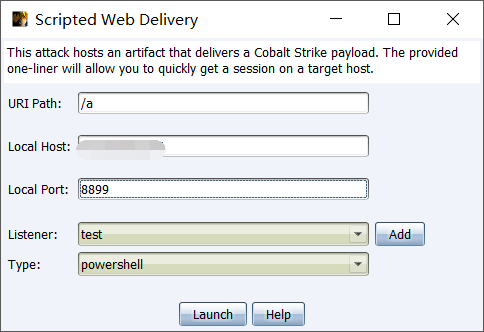 Scripted Web Delivery
This attack hosts an artifact that delivers a Cobalt Strike payload. The provided
one-liner will allow you to quickly get a session on a target host.
URI Path: /a
Local Host:
Local Port: 8899
Listener: test Add
Type: powershell
Launch Help